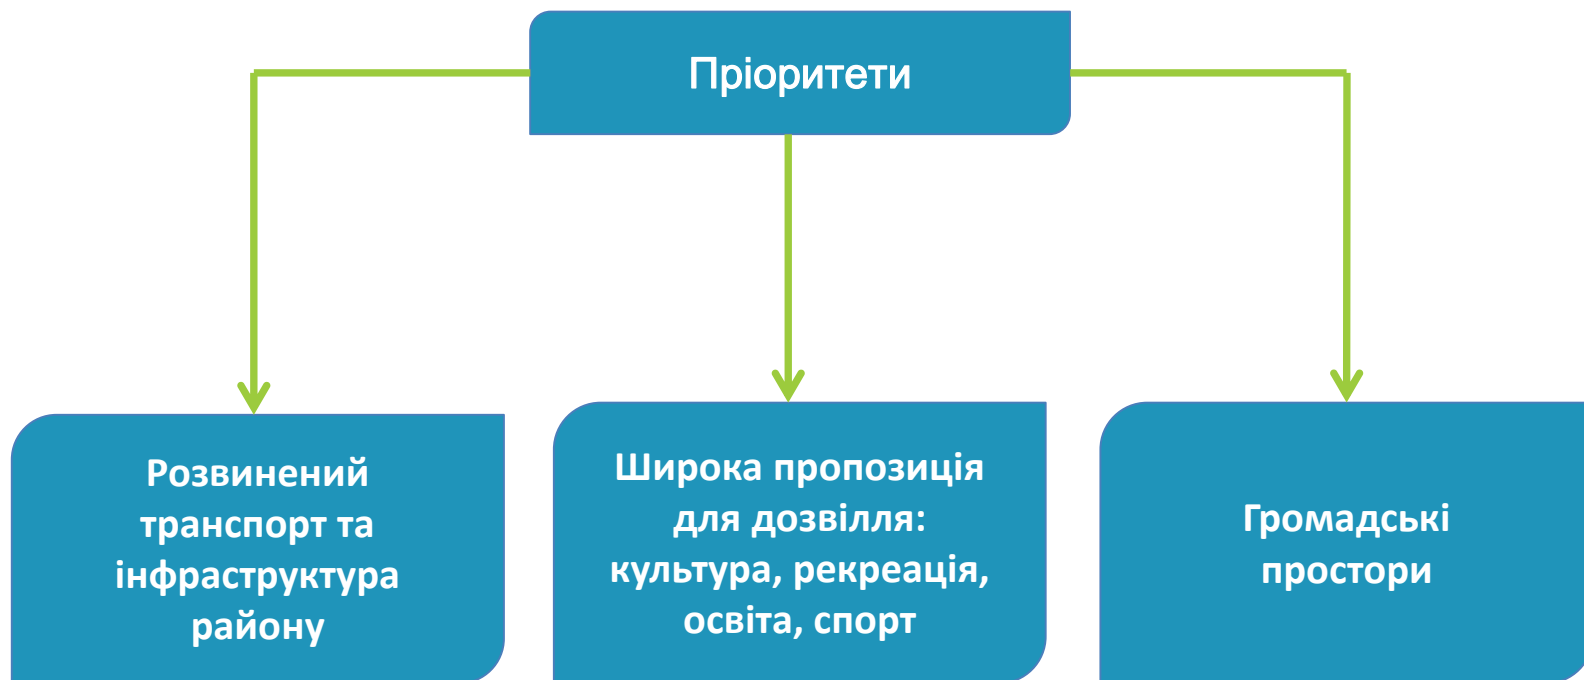 Пріоритети
Розвинений
транспорт та
інфраструктура
району
Широка пропозиція
для дозвілля:
культура, рекреація,
освіта, спорт
Громадські
простори